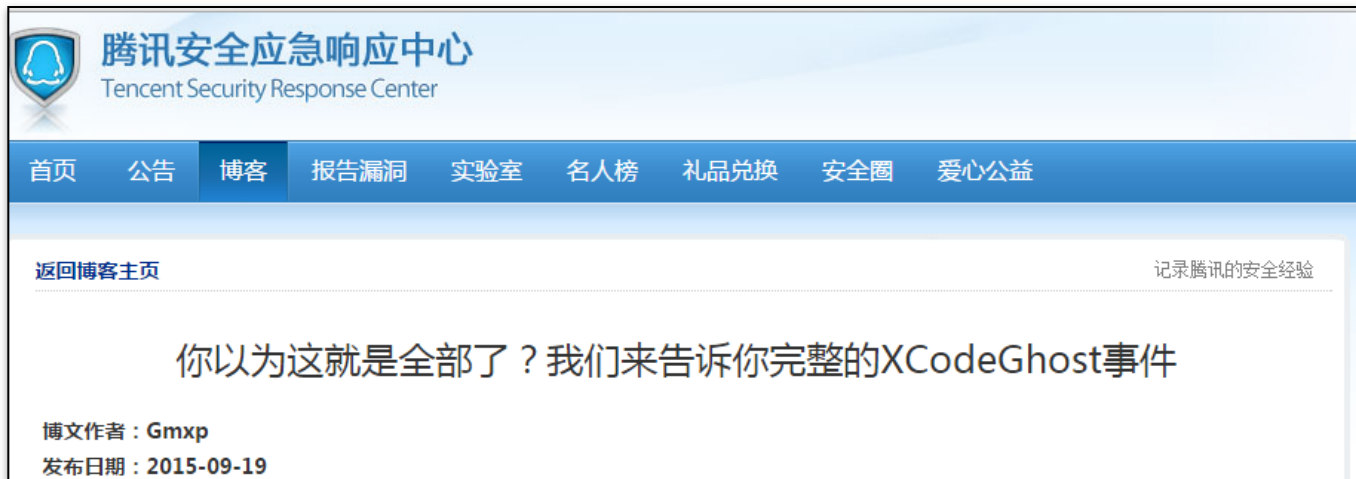 腾讯安全应急响应中心
Tencent Security Response Center
首页 公告 博客 报告漏洞 实验室 名人榜 礼品兑换 安全圈 爱心公益
返回博客主页 记录腾讯的安全经验
你以为这就是全部了？我们来告诉你完整的XCodeGhost事件
博文作者：Gmxp
发布日期：2015-09-19